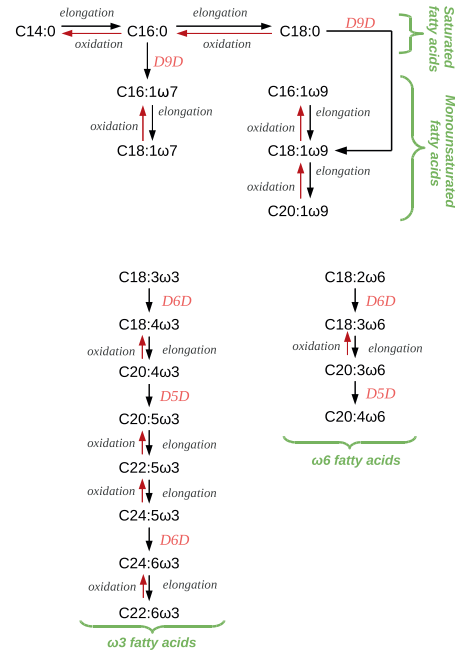 elongation elongation
C14:0 C16:0 C18:0 D9D
oxidation oxidation
Saturated
fatty acids
D9D
C16:1ω7 C16:1ω9
oxidation elongation oxidation elongation
C18:1ω7 C18:1ω9
oxidation elongation
C20:1ω9
Monounsaturated
fatty acids
C18:3ω3
D6D
C18:4ω3
oxidation elongation
C20:4ω3
D5D
C20:5ω3
oxidation elongation
C22:5ω3
oxidation elongation
C24:5ω3
D6D
C24:6ω3
oxidation elongation
C22:6ω3
ω3 fatty acids
C18:2ω6
D6D
C18:3ω6
oxidation elongation
C20:3ω6
D5D
C20:4ω6
ω6 fatty acids